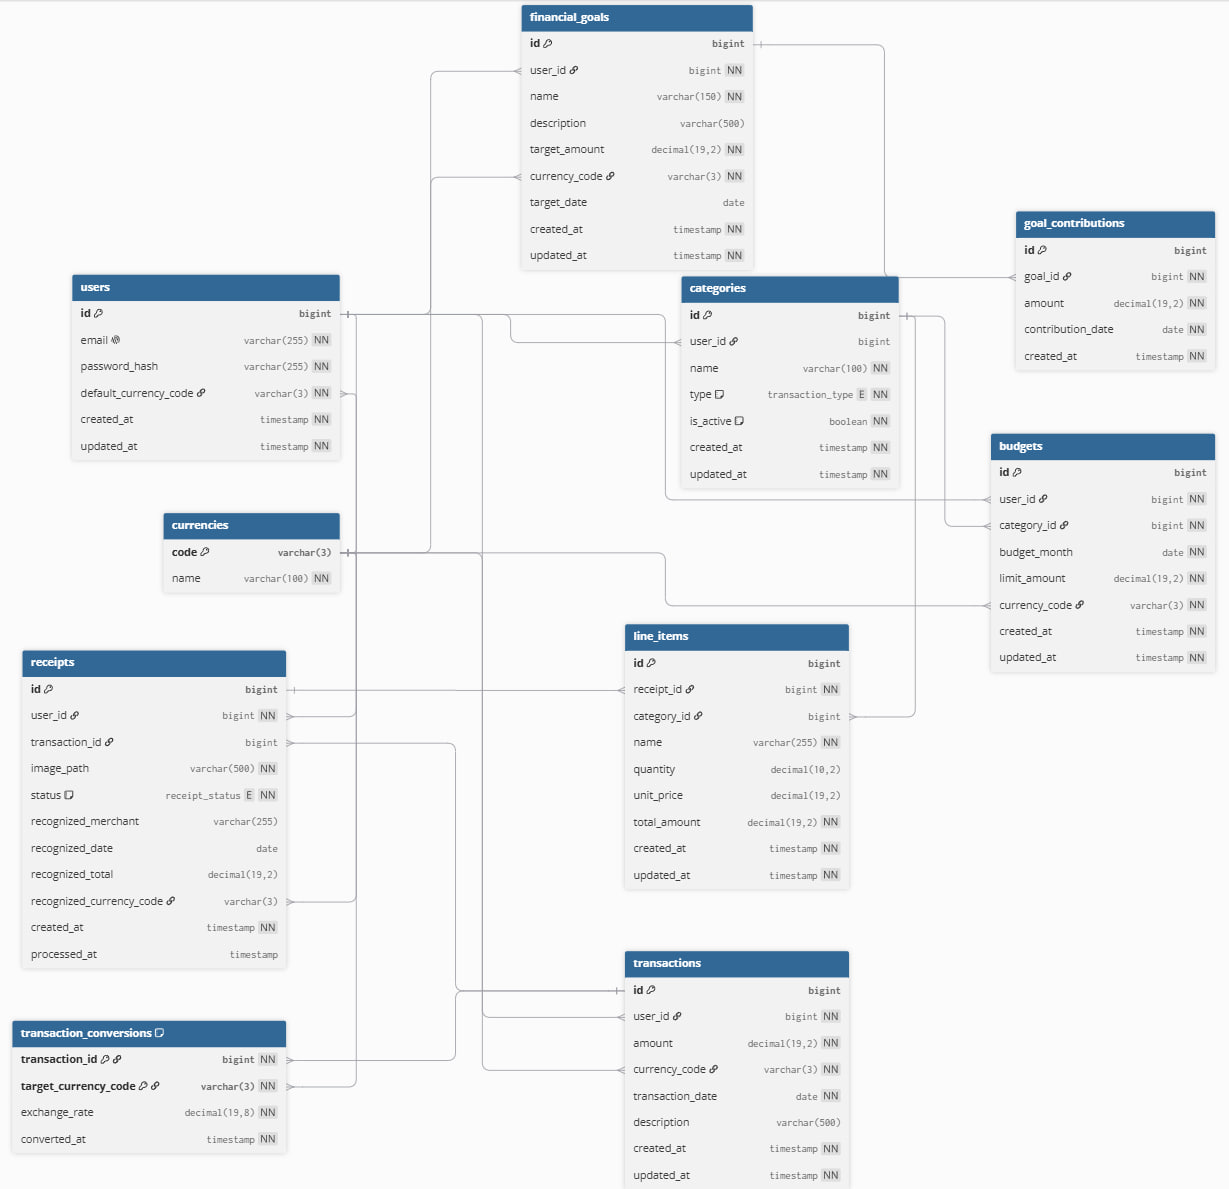 financial_goals
id bigint
user_id bigint NN
name varchar(150) NN
description varchar(500)
target_amount decimal(19,2) NN
currency_code varchar(3) NN
target_date date
created_at timestamp NN
updated_at timestamp NN
goal_contributions
id bigint
goal_id bigint NN
amount decimal(19,2) NN
contribution_date date NN
created_at timestamp NN
users
id bigint
email varchar(255) NN
password_hash varchar(255) NN
default_currency_code varchar(3) NN
created_at timestamp NN
updated_at timestamp NN
categories
id bigint
user_id bigint
name varchar(100) NN
type transaction_type E NN
is_active boolean NN
created_at timestamp NN
updated_at timestamp NN
budgets
id bigint
user_id bigint NN
category_id bigint NN
budget_month date NN
limit_amount decimal(19,2) NN
currency_code varchar(3) NN
created_at timestamp NN
updated_at timestamp NN
currencies
code varchar(3)
name varchar(100) NN
receipts
id bigint
user_id bigint NN
transaction_id bigint
image_path varchar(500) NN
status receipt_status E NN
recognized_merchant varchar(255)
recognized_date date
recognized_total decimal(19,2)
recognized_currency_code varchar(3)
created_at timestamp NN
processed_at timestamp
line_items
id bigint
receipt_id bigint NN
category_id bigint
name varchar(255) NN
quantity decimal(10,2)
unit_price decimal(19,2)
total_amount decimal(19,2) NN
created_at timestamp NN
updated_at timestamp NN
transactions
id bigint
user_id bigint NN
amount decimal(19,2) NN
currency_code varchar(3) NN
transaction_date date NN
description varchar(500)
created_at timestamp NN
updated_at timestamp NN
transaction_conversions
transaction_id bigint NN
target_currency_code varchar(3) NN
exchange_rate decimal(19,8) NN
converted_at timestamp NN